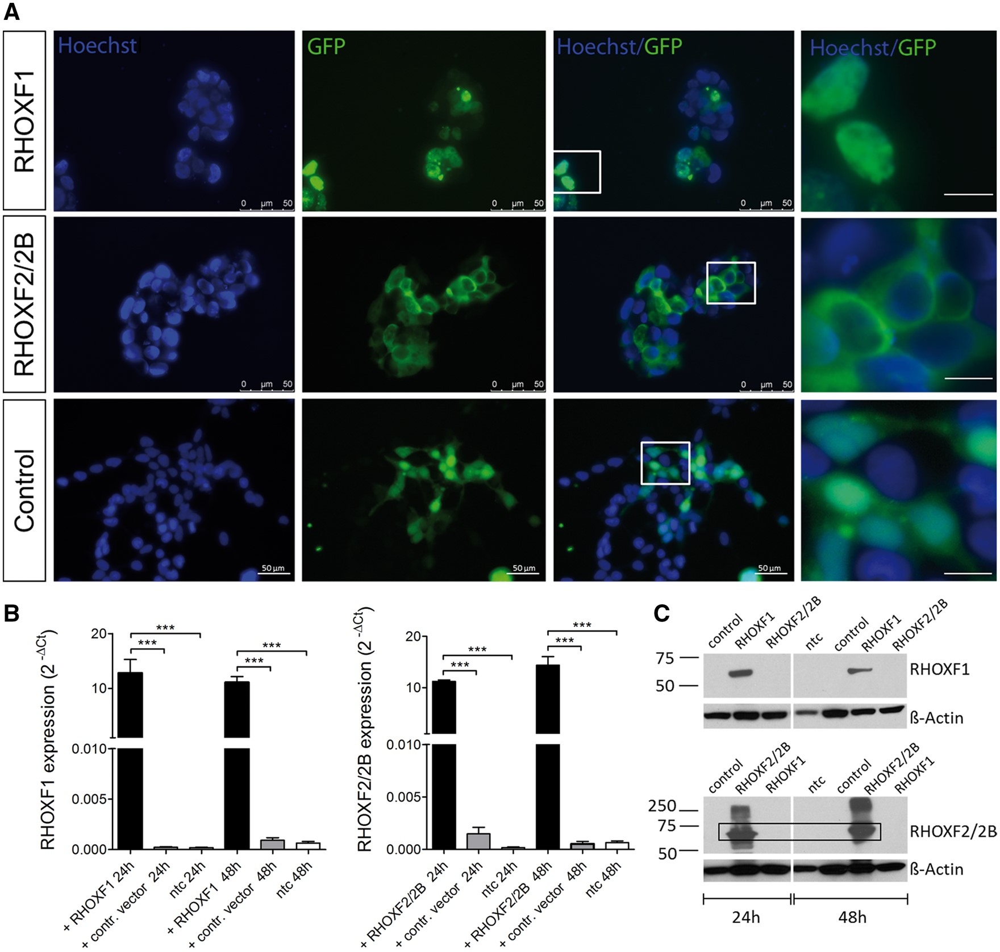 A
RHOXF1
Hoechst
GFP
Hoechst/GFP
Hoechst/GFP
0 µm 50
0 µm 50
0 µm 50
RHOXF2/2B
0 µm 50
0 µm 50
0 µm 50
Control
50 µm
50 µm
50 µm
B
RHOXF1 expression (2 -ΔCt)
20
10
0.010
0.005
0.000
***
***
***
***
+ RHOXF1 24h
+ contr. vector 24h
ntc 24h
+ RHOXF1 48h
+ contr. vector 48h
ntc 48h
RHOXF2/2B expression (2 -ΔCt)
20
10
0.010
0.005
0.000
***
***
***
***
+ RHOXF2/2B 24h
+ contr. vector 24h
ntc 24h
+ RHOXF2/2B 48h
+ contr. vector 48h
ntc 48h
C
control
RHOXF1
RHOXF2/2B
ntc
control
RHOXF1
RHOXF2/2B
75
50
RHOXF1
ß-Actin
control
RHOXF2/2B
RHOXF1
ntc
control
RHOXF2/2B
RHOXF1
250
75
50
RHOXF2/2B
ß-Actin
24h
48h